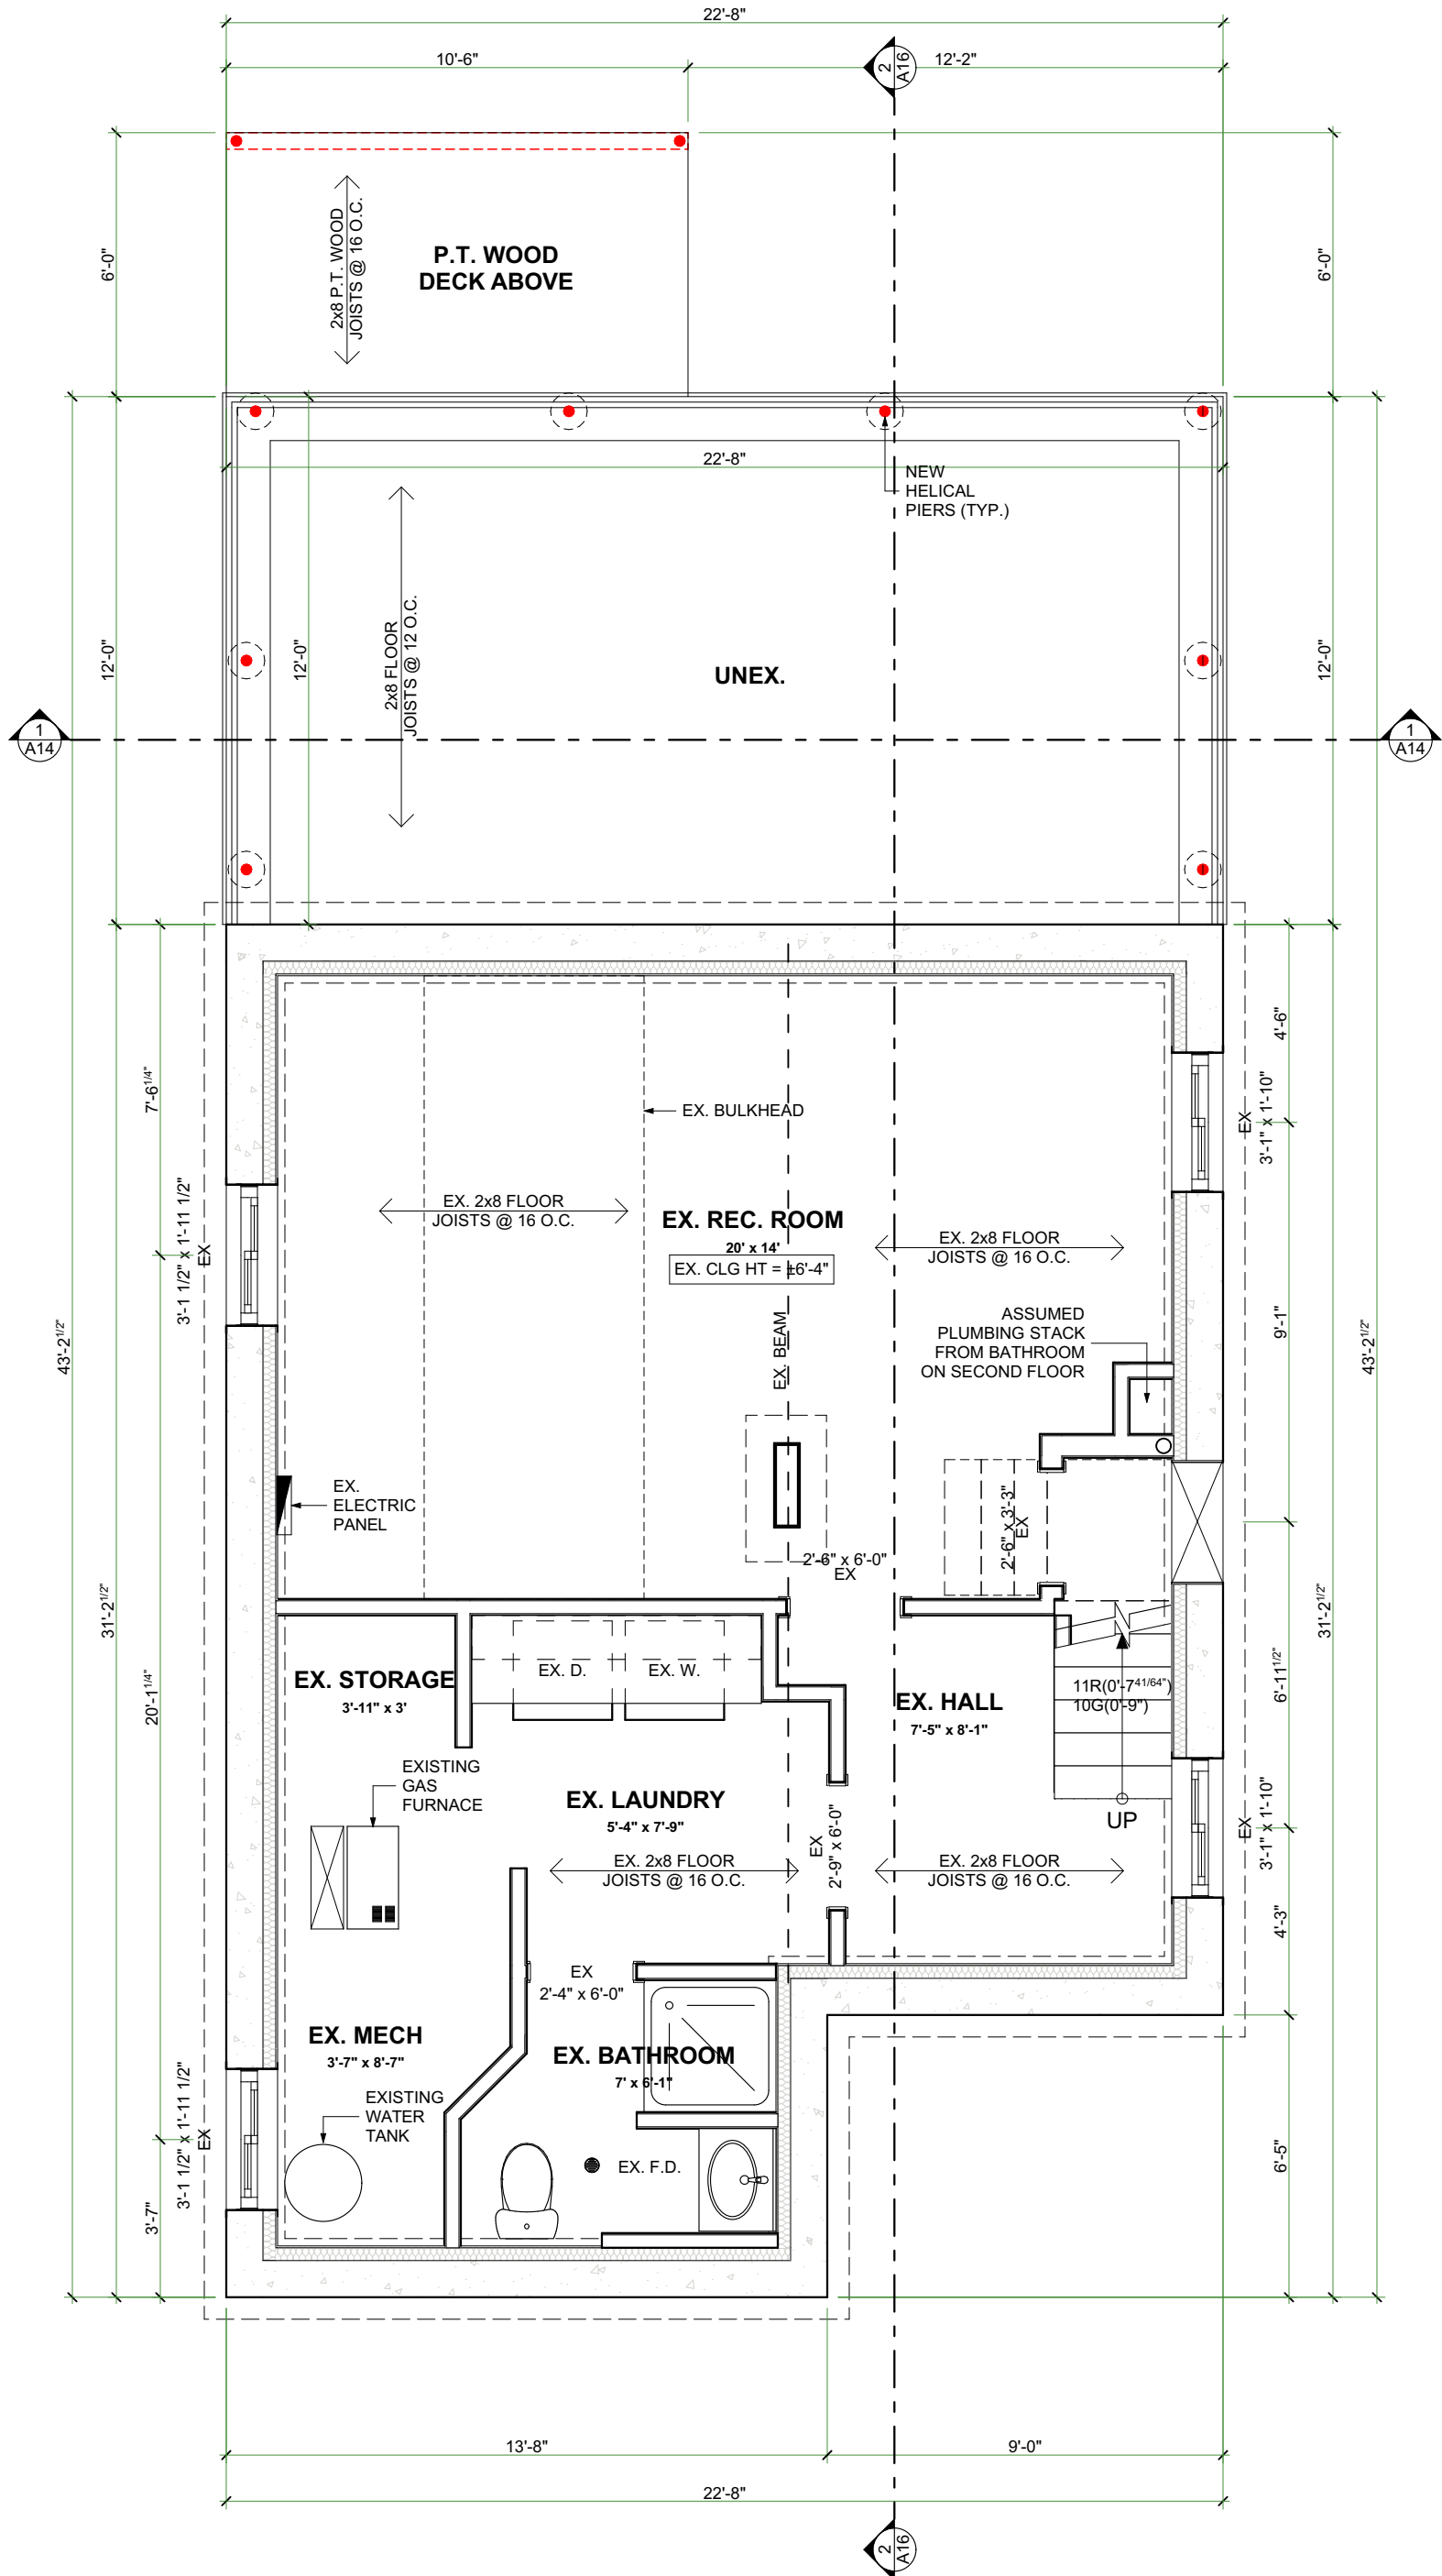 22'-8"
10'-6"
12'-2"
2
A16
6'-0"
2x8 P.T. WOOD
JOISTS @ 16 O.C.
P.T. WOOD
DECK ABOVE
6'-0"
22'-8"
NEW
HELICAL
PIERS (TYP.)
12'-0"
12'-0"
2x8 FLOOR
JOISTS @ 12 O.C.
UNEX.
12'-0"
1
A14
1
A14
4'-6"
7'-6 1/4"
EX. BULKHEAD
EX
3'-1" x 1'-10"
3'-1 1/2" x 1'-11 1/2"
EX
EX. 2x8 FLOOR
JOISTS @ 16 O.C.
EX. REC. ROOM
20' x 14'
EX. CLG HT = ±6'-4"
EX. 2x8 FLOOR
JOISTS @ 16 O.C.
43'-2 1/2"
EX. BEAM
ASSUMED
PLUMBING STACK
FROM BATHROOM
ON SECOND FLOOR
9'-1"
43'-2 1/2"
EX.
ELECTRIC
PANEL
2'-6" x 6'-0"
EX
2'-6" x 3'-3"
EX
31'-2 1/2"
31'-2 1/2"
20'-1 1/4"
EX. STORAGE
3'-11" x 3'
EX. D.
EX. W.
EX. HALL
7'-5" x 8'-1"
11R(0'-7 41/64")
10G(0'-9")
6'-11 1/2"
EXISTING
GAS
FURNACE
EX. LAUNDRY
5'-4" x 7'-9"
UP
EX
3'-1" x 1'-10"
EX
2'-9" x 6'-0"
EX. 2x8 FLOOR
JOISTS @ 16 O.C.
EX. 2x8 FLOOR
JOISTS @ 16 O.C.
4'-3"
EX
2'-4" x 6'-0"
EX. MECH
3'-7" x 8'-7"
EX. BATHROOM
7' x 6'-1"
EXISTING
WATER
TANK
3'-1 1/2" x 1'-11 1/2"
EX
EX. F.D.
3'-7"
6'-5"
13'-8"
9'-0"
22'-8"
2
A16